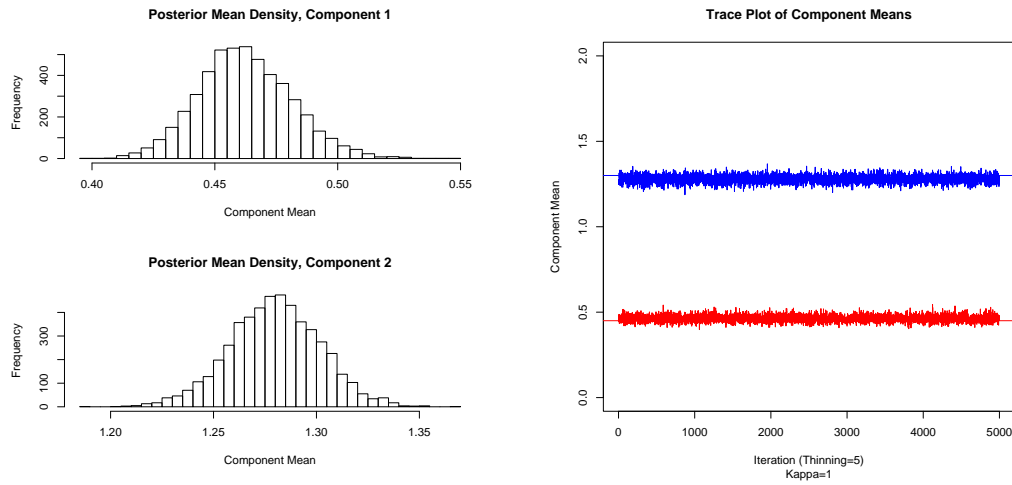 Posterior Mean Density, Component 1
Frequency
0 200 400
0.40 0.45 0.50 0.55
Component Mean
Posterior Mean Density, Component 2
Frequency
0 100 300
1.20 1.25 1.30 1.35
Component Mean
Trace Plot of Component Means
Component Mean
0.0 0.5 1.0 1.5 2.0
0 1000 2000 3000 4000 5000
Iteration (Thinning=5)
Kappa=1